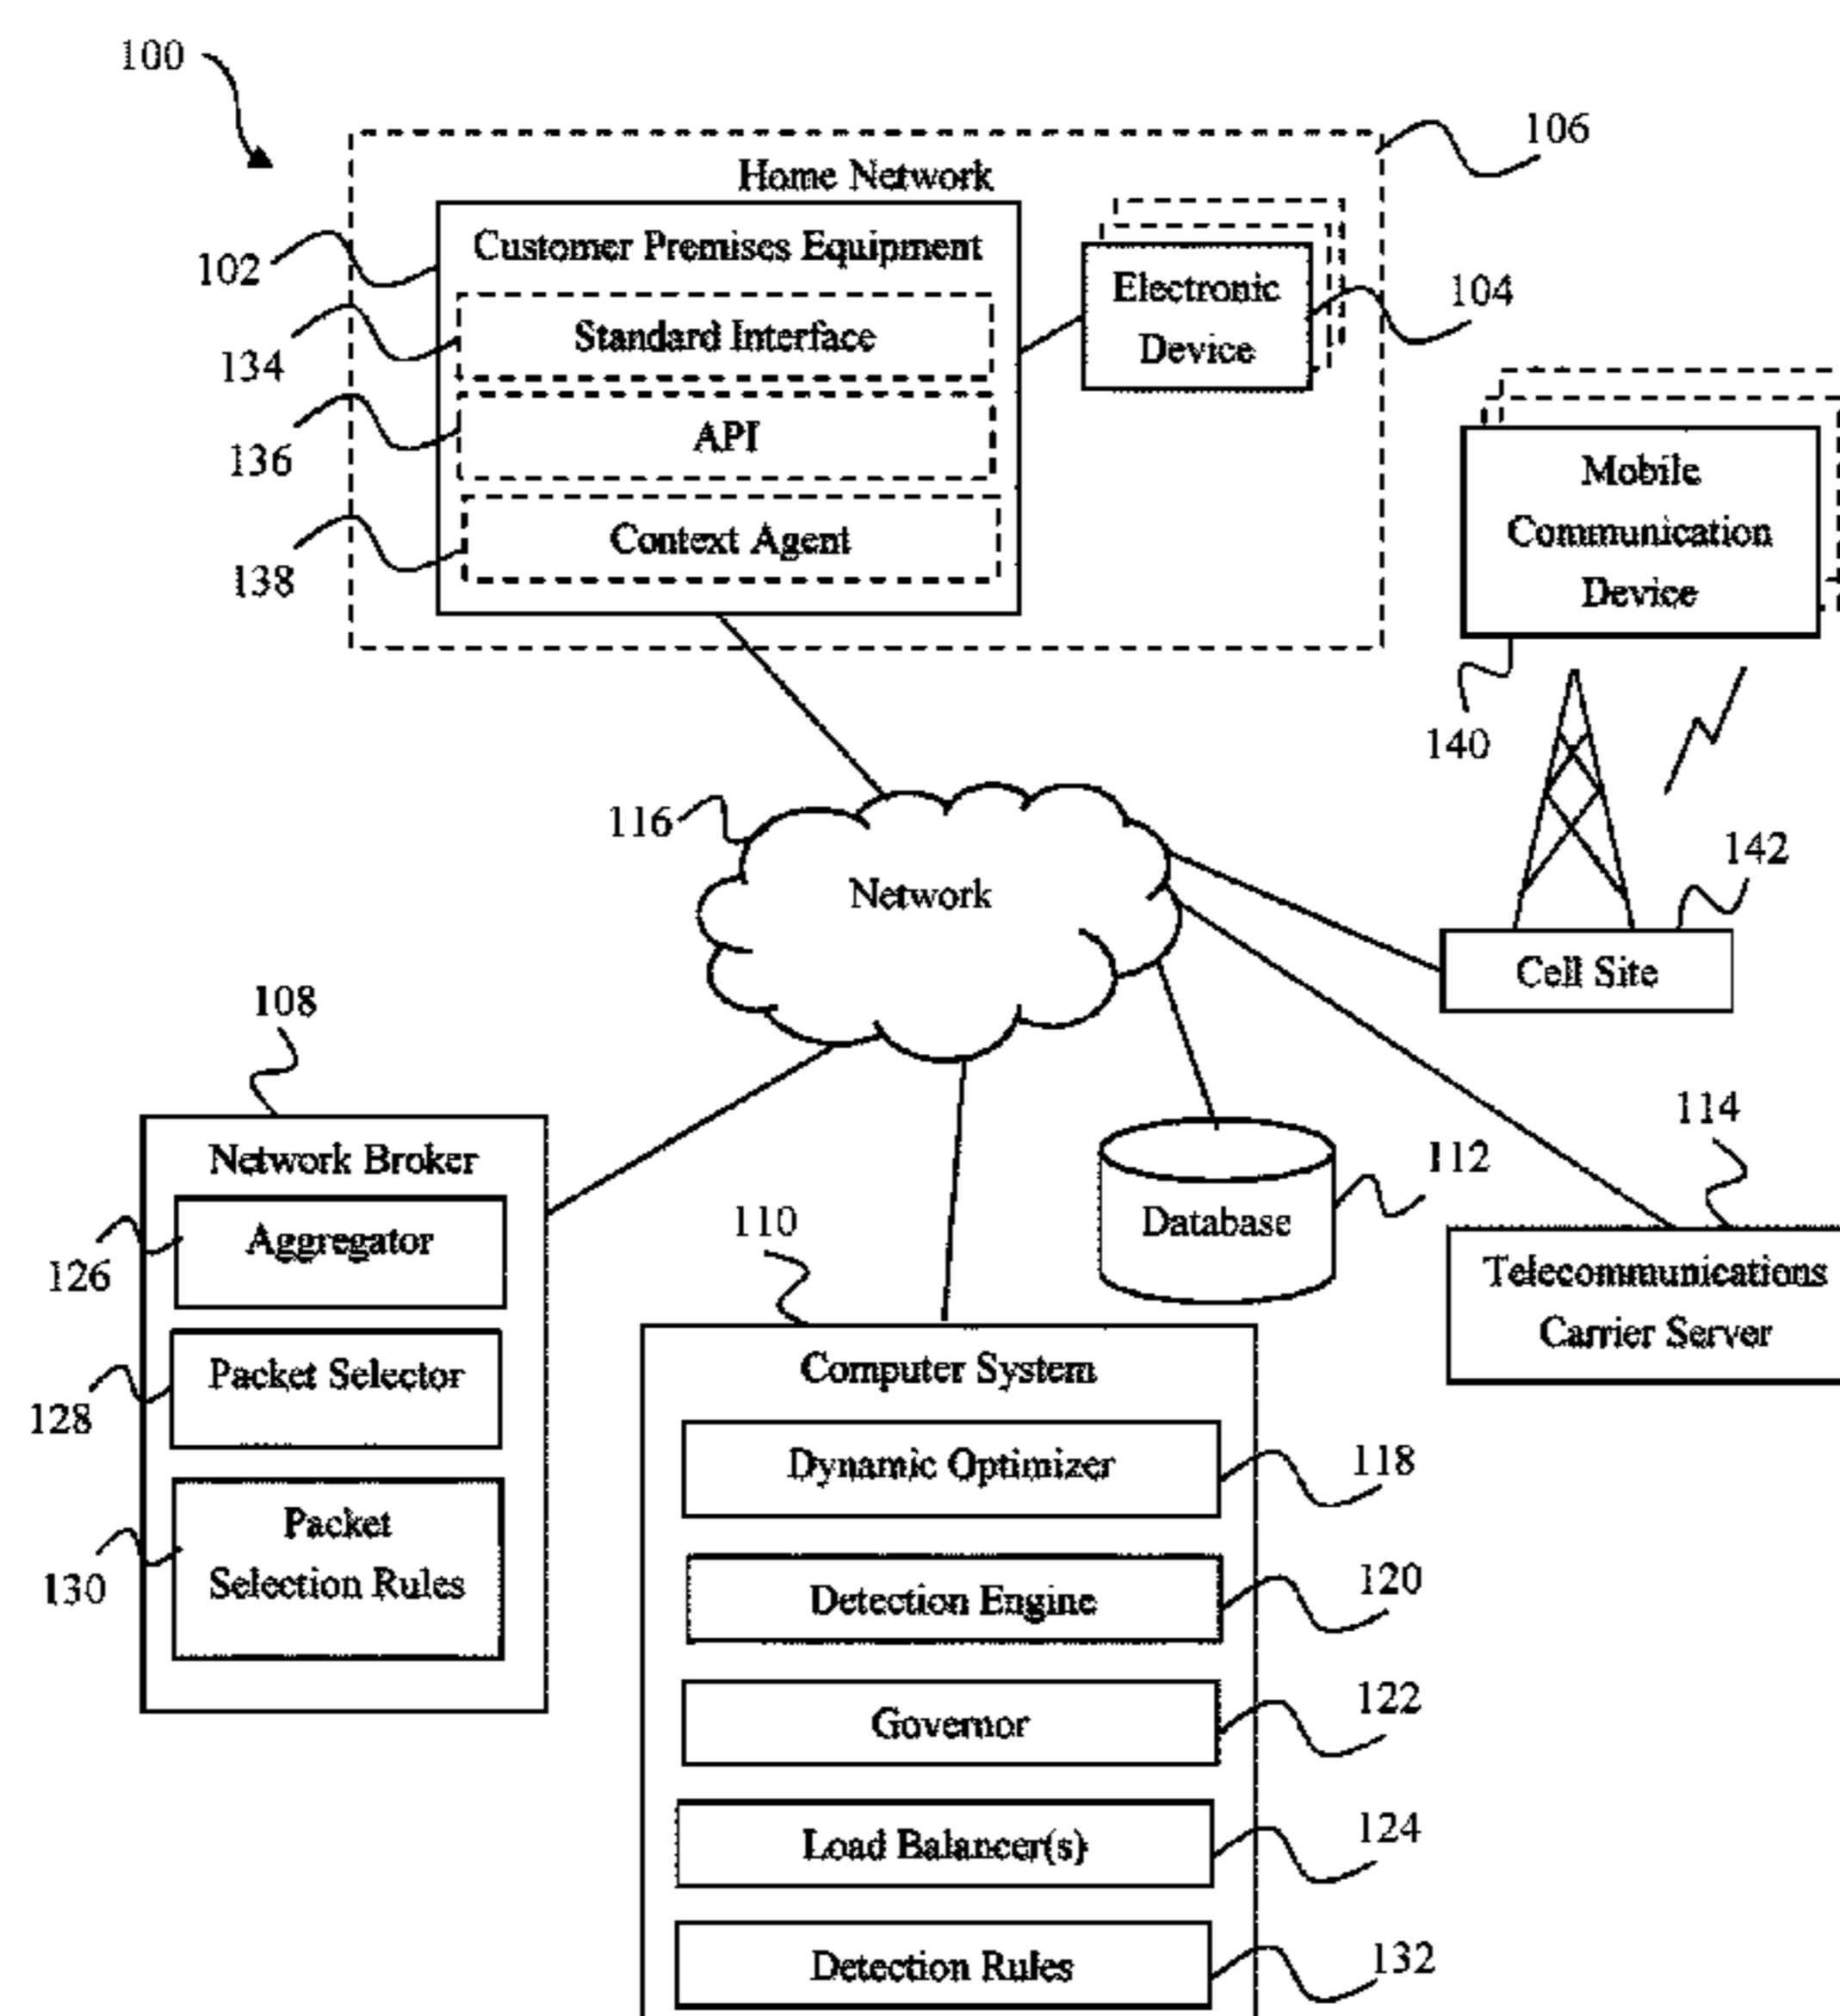 100
106
Home Network
Customer Premises Equipment
102
Electronic
Device
104
Standard Interface
134
API
136
Context Agent
138
Mobile
Communication
Device
140
116
Network
142
Cell Site
108
Network Broker
Aggregator
126
Packet Selector
128
Packet
Selection Rules
130
110
Database
112
114
Telecommunications
Carrier Server
Computer System
Dynamic Optimizer
118
Detection Engine
120
Governor
122
Load Balancer(s)
124
Detection Rules
132